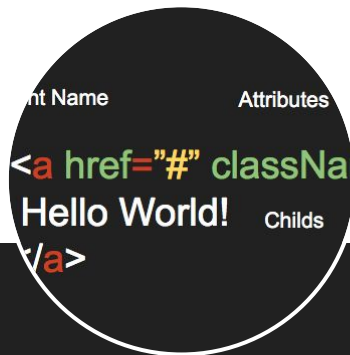 nt Name Attributes
<a href=”#” classNa
Hello World! Childs
</a>